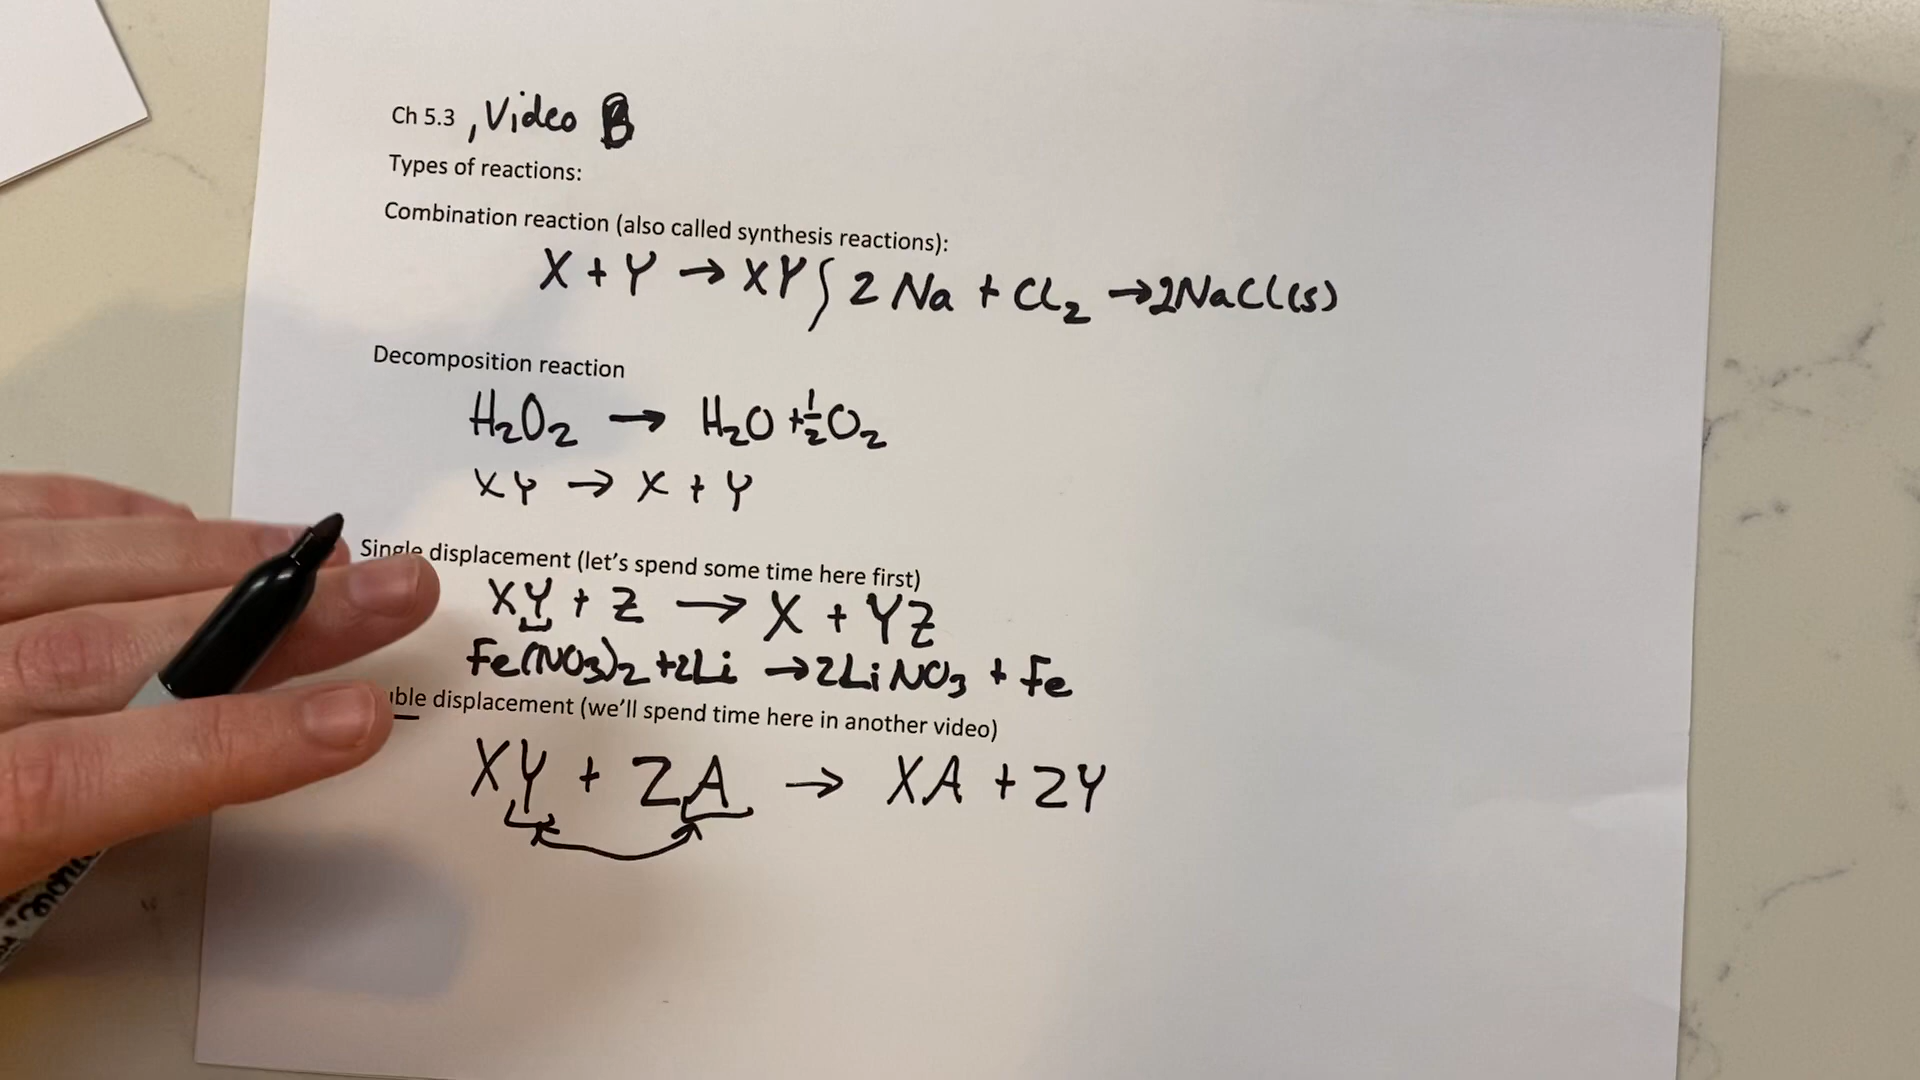 Ch 5.3, Video B
Types of reactions:
Combination reaction (also called synthesis reactions):
X + Y → XY ∫ 2 Na + Cl₂ → 2NaCl(s)
Decomposition reaction
H₂O₂ → H₂O + ½O₂
XY → X + Y
Single displacement (let's spend some time here first)
XY + Z → X + YZ
Fe(NO₃)₂ + 2Li → 2LiNO₃ + Fe
uble displacement (we'll spend time here in another video)
XY + ZA → XA + ZY